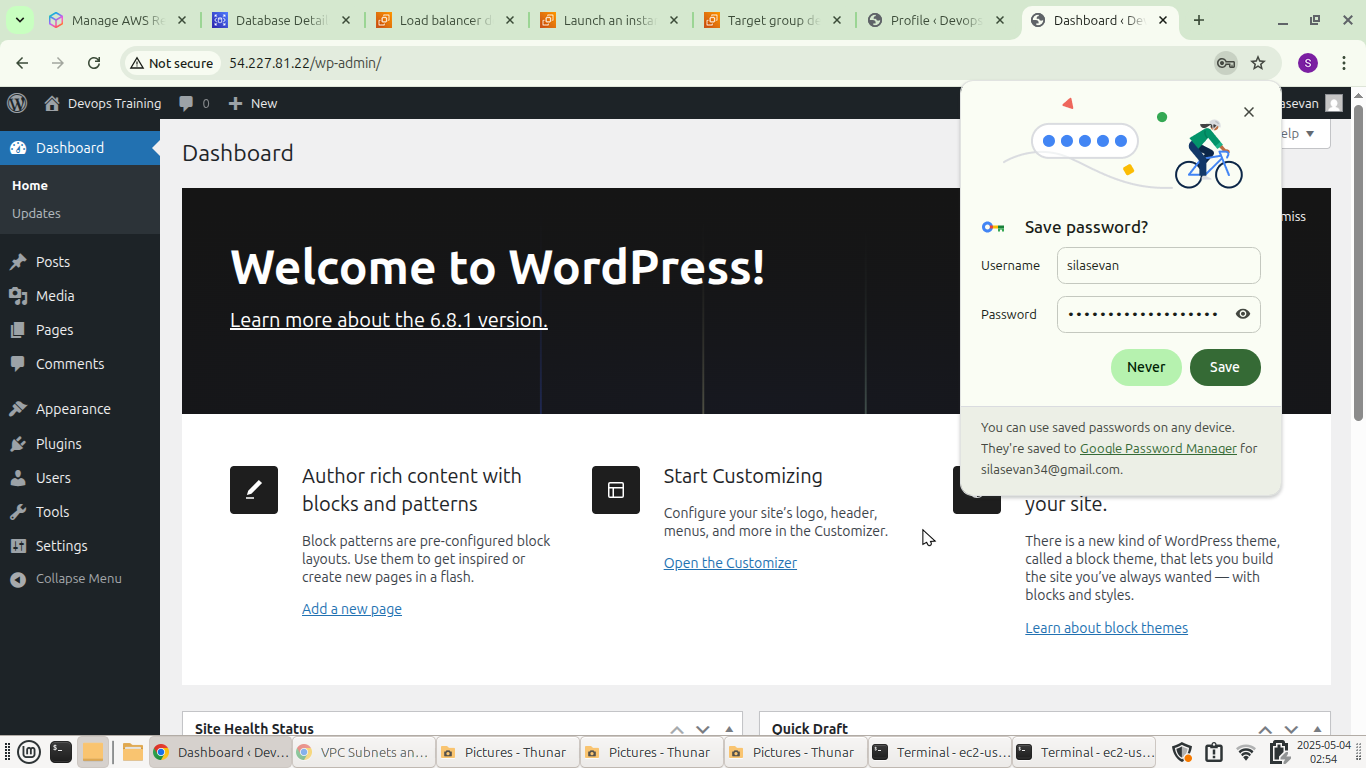 Manage AWS Re
Database Detail
Load balancer d
Launch an insta
Target group de
Profile ‹ Devops
Dashboard ‹ De
Not secure
54.227.81.22/wp-admin/
S
Devops Training
0
New
asevan
Dashboard
Home
Updates
Posts
Media
Pages
Comments
Appearance
Plugins
Users
Tools
Settings
Collapse Menu
elp
Dashboard
miss
Welcome to WordPress!
Learn more about the 6.8.1 version.
Save password?
Username
silasevan
Password
•••••••••••••••••••
Never
Save
You can use saved passwords on any device.
They're saved to Google Password Manager for
silasevan34@gmail.com.
Author rich content with
blocks and patterns
Block patterns are pre-configured block
layouts. Use them to get inspired or
create new pages in a flash.
Add a new page
Start Customizing
Configure your site's logo, header,
menus, and more in the Customizer.
Open the Customizer
your site.
There is a new kind of WordPress theme,
called a block theme, that lets you build
the site you've always wanted — with
blocks and styles.
Learn about block themes
Site Health Status
Quick Draft
Dashboard ‹ Dev...
VPC Subnets an...
Pictures - Thunar
Pictures - Thunar
Pictures - Thunar
Terminal - ec2-us...
Terminal - ec2-us...
2025-05-04
02:54